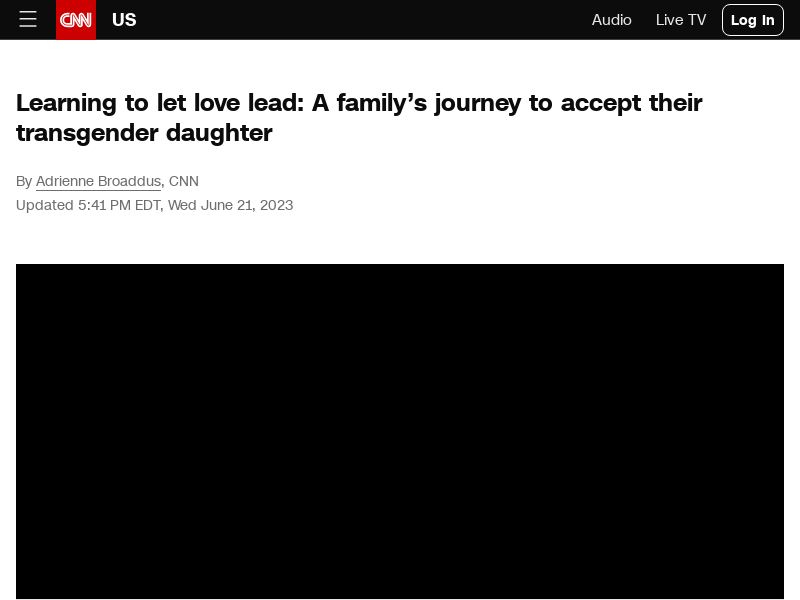 CNN US Audio Live TV Log In
Learning to let love lead: A family’s journey to accept their
transgender daughter
By Adrienne Broaddus, CNN
Updated 5:41 PM EDT, Wed June 21, 2023